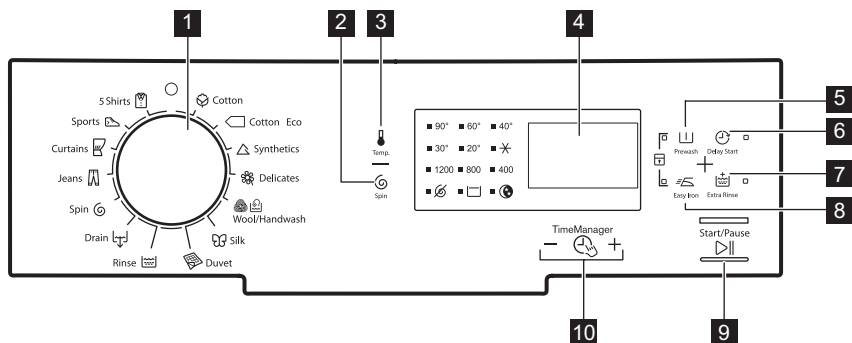 1
2
3
4
5
6
7
8
9
10
5 Shirts
Sports
Curtains
Jeans
Spin
Drain
Rinse
Cotton
Cotton Eco
Synthetics
Delicates
Wool/Handwash
Silk
Duvet
Temp.
Spin
90° 60° 40°
30° 20°
1200 800 400
TimeManager
− +
Prewash
Delay Start
Easy Iron
Extra Rinse
Start/Pause